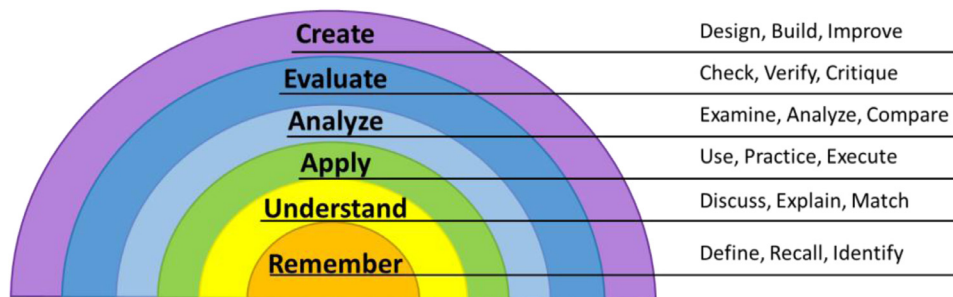 Create
Design, Build, Improve
Evaluate
Check, Verify, Critique
Analyze
Examine, Analyze, Compare
Apply
Use, Practice, Execute
Understand
Discuss, Explain, Match
Remember
Define, Recall, Identify